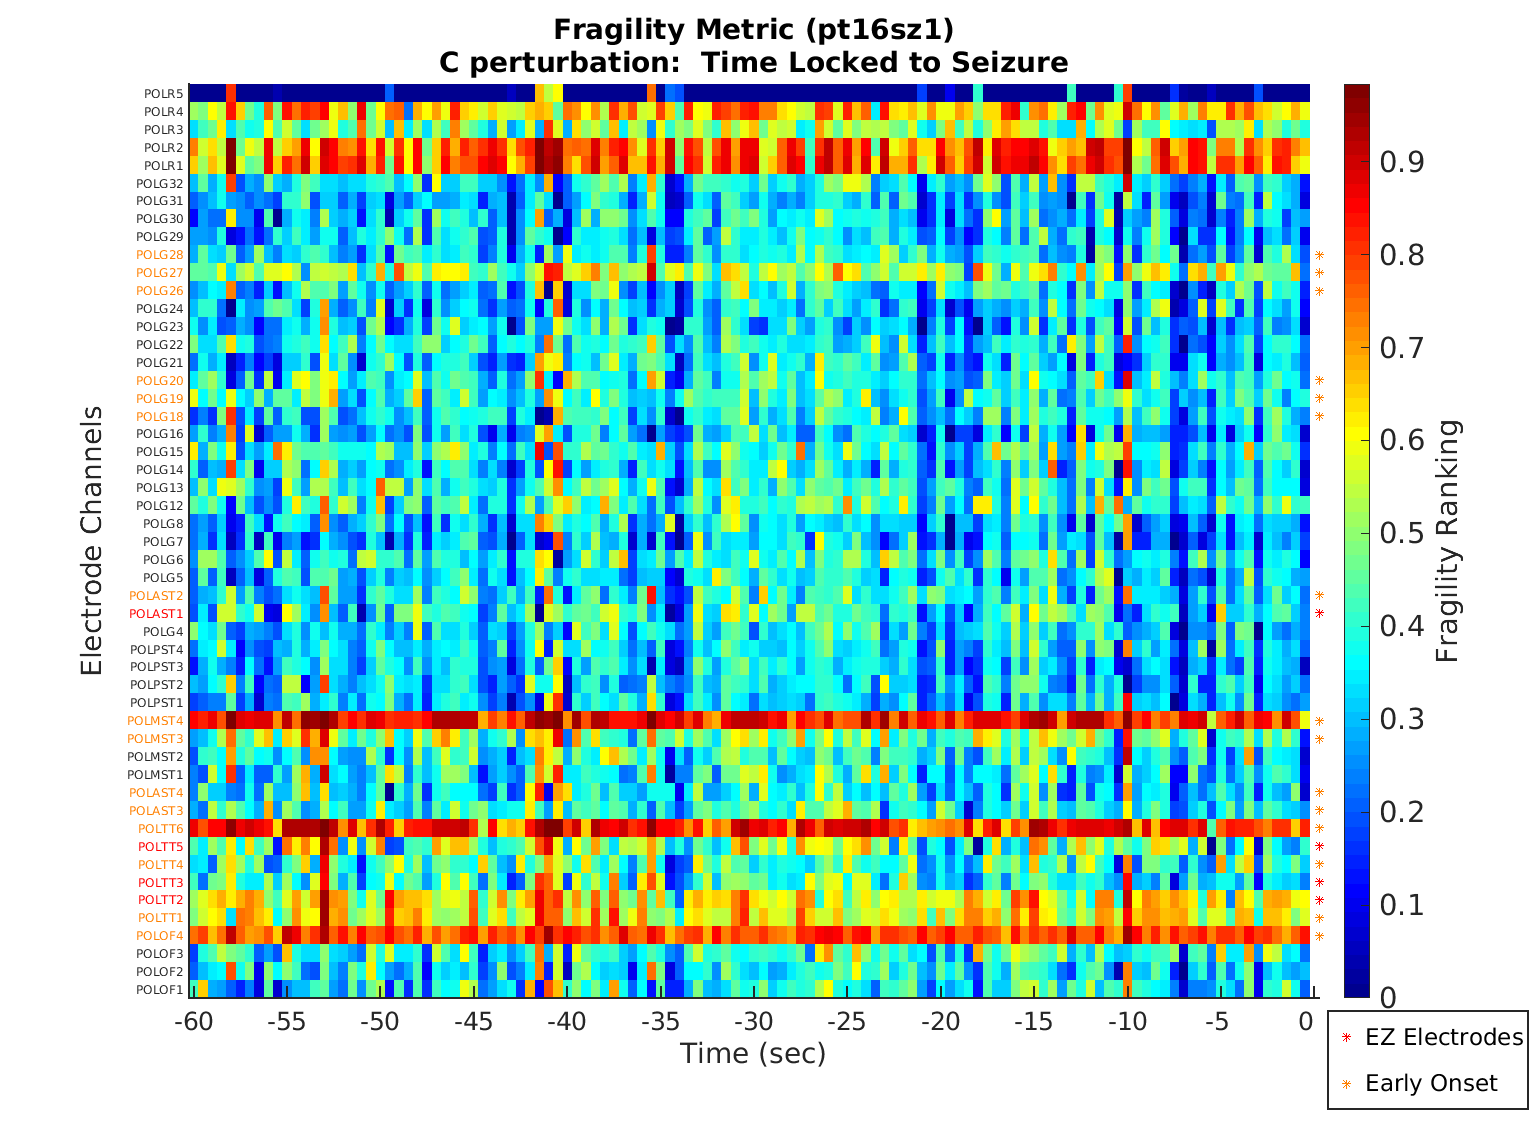 Fragility Metric (pt16sz1)
C perturbation:  Time Locked to Seizure
Electrode Channels
POLR5
POLR4
POLR3
POLR2
POLR1
POLG32
POLG31
POLG30
POLG29
POLG28
POLG27
POLG26
POLG24
POLG23
POLG22
POLG21
POLG20
POLG19
POLG18
POLG16
POLG15
POLG14
POLG13
POLG12
POLG8
POLG7
POLG6
POLG5
POLAST2
POLAST1
POLG4
POLPST4
POLPST3
POLPST2
POLPST1
POLMST4
POLMST3
POLMST2
POLMST1
POLAST4
POLAST3
POLTT6
POLTT5
POLTT4
POLTT3
POLTT2
POLTT1
POLOF4
POLOF3
POLOF2
POLOF1
-60 -55 -50 -45 -40 -35 -30 -25 -20 -15 -10 -5 0
Time (sec)
0.9
0.8
0.7
0.6
0.5
0.4
0.3
0.2
0.1
0
Fragility Ranking
EZ Electrodes
Early Onset